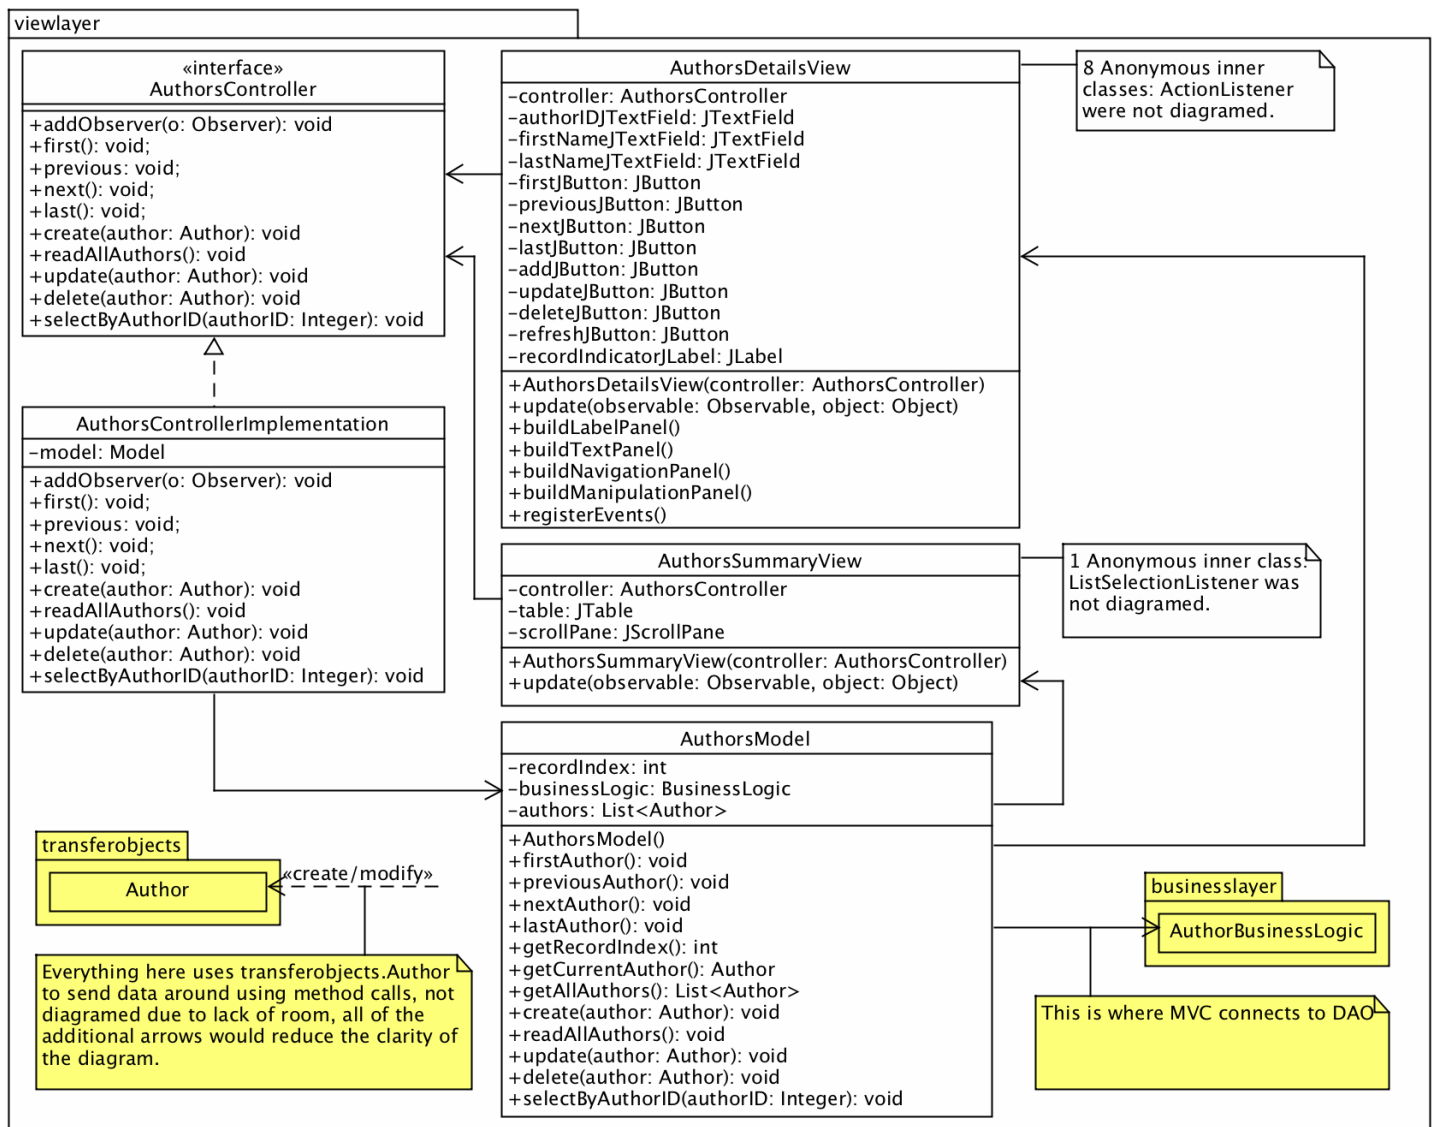 viewlayer
«interface»
AuthorsController
+addObserver(o: Observer): void
+first(): void;
+previous: void;
+next(): void;
+last(): void;
+create(author: Author): void
+readAllAuthors(): void
+update(author: Author): void
+delete(author: Author): void
+selectByAuthorID(authorID: Integer): void
AuthorsDetailsView
-controller: AuthorsController
-authorIDJTextField: JTextField
-firstNameJTextField: JTextField
-lastNameJTextField: JTextField
-firstJButton: JButton
-previousJButton: JButton
-nextJButton: JButton
-lastJButton: JButton
-addJButton: JButton
-updateJButton: JButton
-deleteJButton: JButton
-refreshJButton: JButton
-recordIndicatorJLabel: JLabel
+AuthorsDetailsView(controller: AuthorsController)
+update(observable: Observable, object: Object)
+buildLabelPanel()
+buildTextPanel()
+buildNavigationPanel()
+buildManipulationPanel()
+registerEvents()
8 Anonymous inner
classes: ActionListener
were not diagramed.
AuthorsControllerImplementation
-model: Model
+addObserver(o: Observer): void
+first(): void;
+previous: void;
+next(): void;
+last(): void;
+create(author: Author): void
+readAllAuthors(): void
+update(author: Author): void
+delete(author: Author): void
+selectByAuthorID(authorID: Integer): void
AuthorsSummaryView
-controller: AuthorsController
-table: JTable
-scrollPane: JScrollPane
+AuthorsSummaryView(controller: AuthorsController)
+update(observable: Observable, object: Object)
1 Anonymous inner class:
ListSelectionListener was
not diagramed.
AuthorsModel
-recordIndex: int
-businessLogic: BusinessLogic
-authors: List<Author>
+AuthorsModel()
+firstAuthor(): void
+previousAuthor(): void
+nextAuthor(): void
+lastAuthor(): void
+getRecordIndex(): int
+getCurrentAuthor(): Author
+getAllAuthors(): List<Author>
+create(author: Author): void
+readAllAuthors(): void
+update(author: Author): void
+delete(author: Author): void
+selectByAuthorID(authorID: Integer): void
transferobjects
Author
«create/modify»
Everything here uses transferobjects.Author
to send data around using method calls, not
diagramed due to lack of room, all of the
additional arrows would reduce the clarity of
the diagram.
businesslayer
AuthorBusinessLogic
This is where MVC connects to DAO